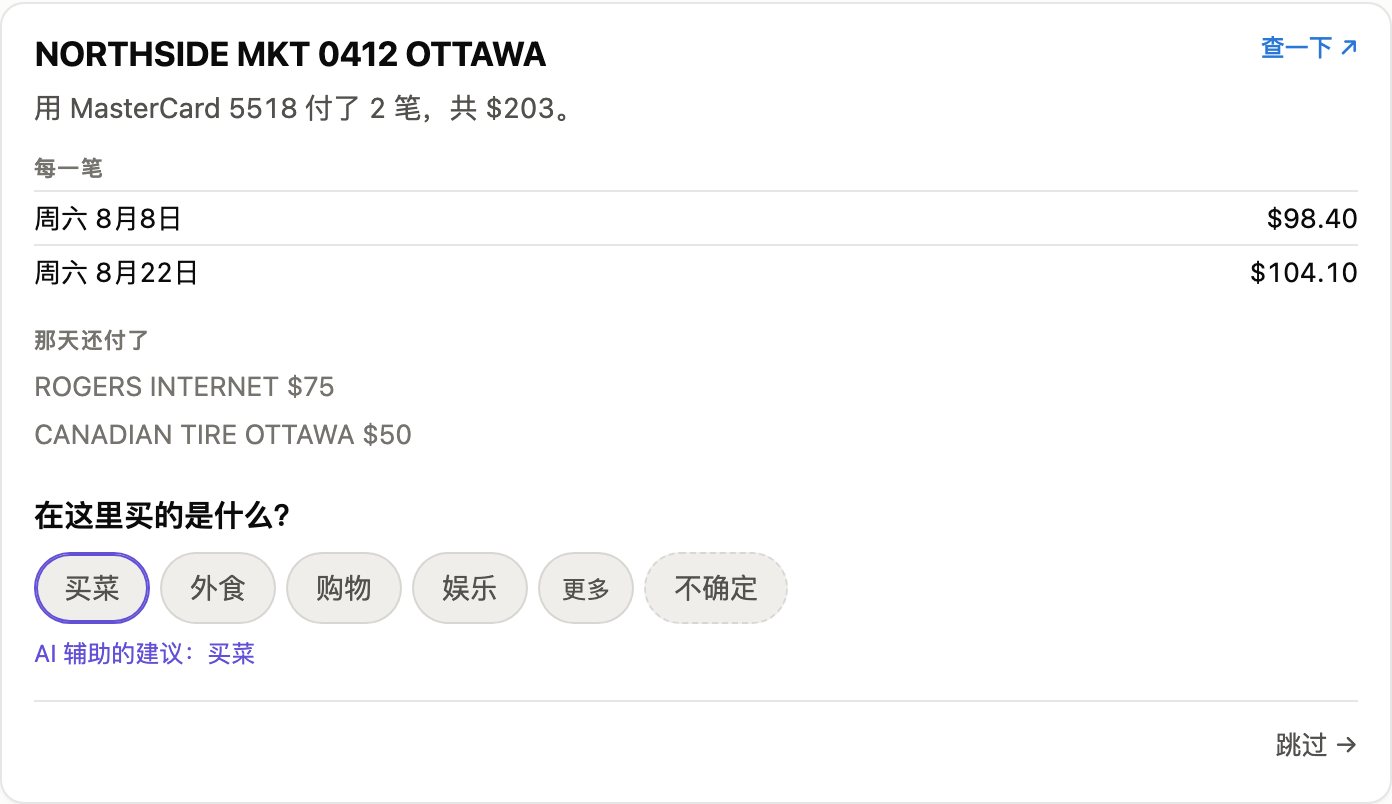 NORTHSIDE MKT 0412 OTTAWA
查一下 ↗
用 MasterCard 5518 付了 2 笔，共 $203。
每一笔
周六 8月8日 $98.40
周六 8月22日 $104.10
那天还付了
ROGERS INTERNET $75
CANADIAN TIRE OTTAWA $50
在这里买的是什么？
买菜 外食 购物 娱乐 更多 不确定
AI 辅助的建议：买菜
跳过 →